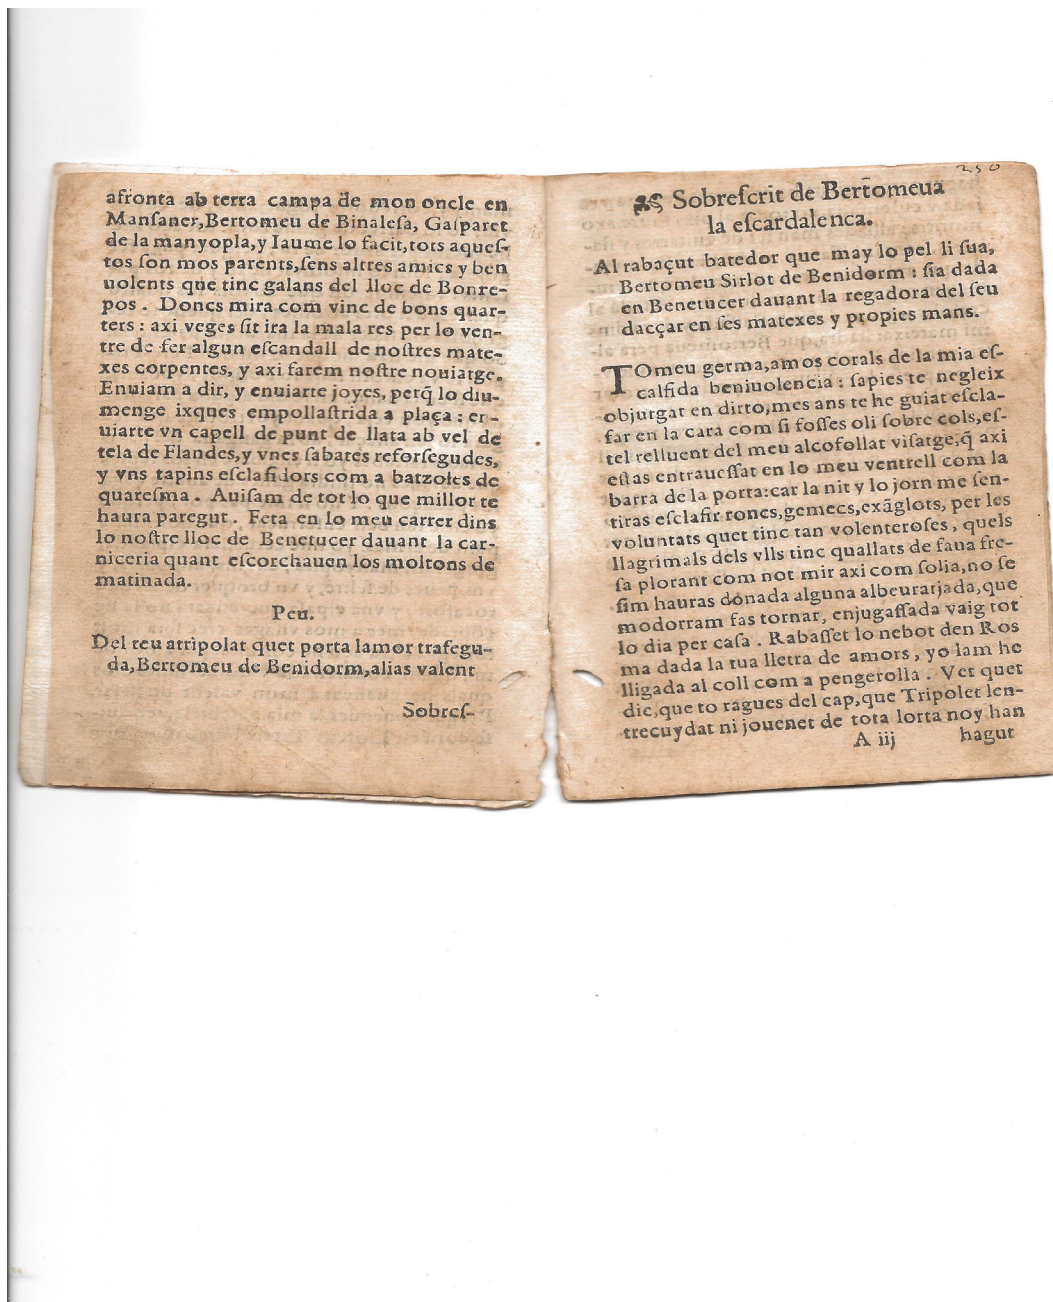 afronta ab terra campa de mon oncle en
Manſaner,Bertomeu de Binaleſa, Gaſparet
de la manyopla,y Iaume lo facit,tots aqueſ-
tos ſon mos parents,ſens altres amics y ben
uolents que tinc galans del lloc de Bonre-
pos . Doncs mira com vinc de bons quar-
ters : axi veges ſit ira la mala res per lo ven-
tre de fer algun eſcandall de noſtres mate-
xes corpentes, y axi farem noſtre nouiatge.
Enuiam a dir, y enuiarte joyes, perq̃ lo diu-
menge ixques empollaſtrida a plaça : en-
uiarte vn capell de punt de llata ab vel de
tela de Flandes,y vnes ſabates reforſegudes,
y vns tapins eſclafidors com a batzoles de
quareſma . Auiſam de tot lo que millor te
haura paregut . Feta en lo meu carrer dins
lo noſtre lloc de Benetucer dauant la car-
niceria quant eſcorchauen los moltons de
matinada.
Peu.
Del teu atripolat quet porta lamor trafegu-
da,Bertomeu de Benidorm,alias valent
Sobreſ-
250
Sobreſcrit de Bertomeua
la eſcardalenca.
Al rabaçut batedor que may lo pel li ſua,
Bertomeu Sirlot de Benidorm : ſia dada
en Benetucer dauant la regadora del ſeu
dacçar en ſes matexes y propies mans.
TOmeu germa,amos corals de la mia eſ-
calfida beniuolencia : ſapies te negleix
objurgat en dirto,mes ans te he guiat eſcla-
far en la cara com ſi foſſes oli ſobre cols,eſ-
tel relluent del meu alcofollat viſatge,q̃ axi
eſtas entraueſſat en lo meu ventrell com la
barra de la porta:car la nit y lo jorn me ſen-
tiras eſclafir roncs,gemecs,exãglots, per les
voluntats quet tinc tan volenteroſes , quels
llagrimals dels vlls tinc quallats de faua fre-
ſa plorant com not mir axi com ſolia,no ſe
ſim hauras donada alguna albeurarjada,que
modorram fas tornar, enjugaſſada vaig tot
lo dia per caſa . Rabaſſet lo nebot den Ros
ma dada la tua lletra de amors , yo lam he
lligada al coll com a pengerolla . Vet quet
dic,que to ragues del cap,que Tripolet len-
trecuydat ni jouenet de tota lorta noy han
A iij hagut